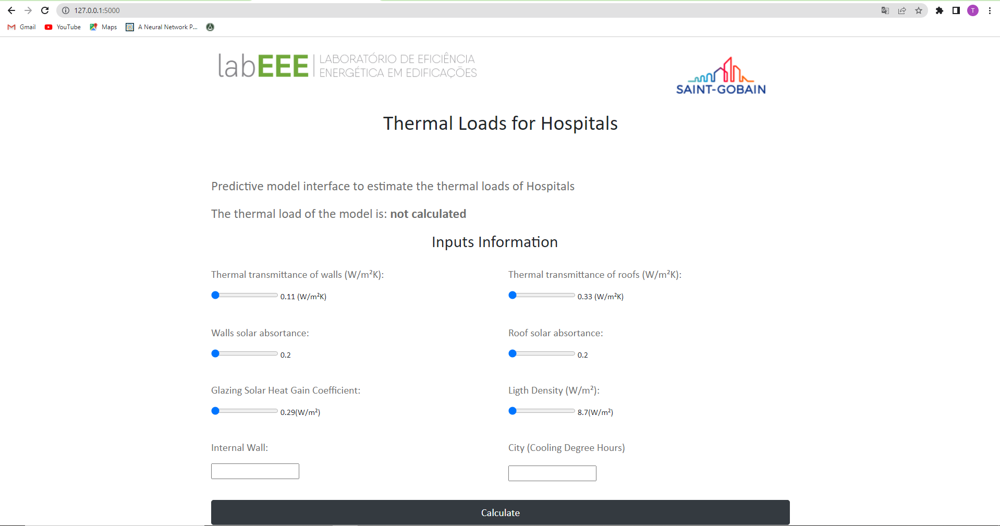 127.0.0.1:5000
T
Gmail YouTube Maps A Neural Network P...
labEEE LABORATÓRIO DE EFICIÊNCIA
ENERGÉTICA EM EDIFICAÇÕES
SAINT-GOBAIN
Thermal Loads for Hospitals
Predictive model interface to estimate the thermal loads of Hospitals
The thermal load of the model is: not calculated
Inputs Information
Thermal transmittance of walls (W/m²K):
0.11 (W/m²K)
Thermal transmittance of roofs (W/m²K):
0.33 (W/m²K)
Walls solar absortance:
0.2
Roof solar absortance:
0.2
Glazing Solar Heat Gain Coefficient:
0.29(W/m²)
Ligth Density (W/m²):
8.7(W/m²)
Internal Wall:
City (Cooling Degree Hours)
Calculate